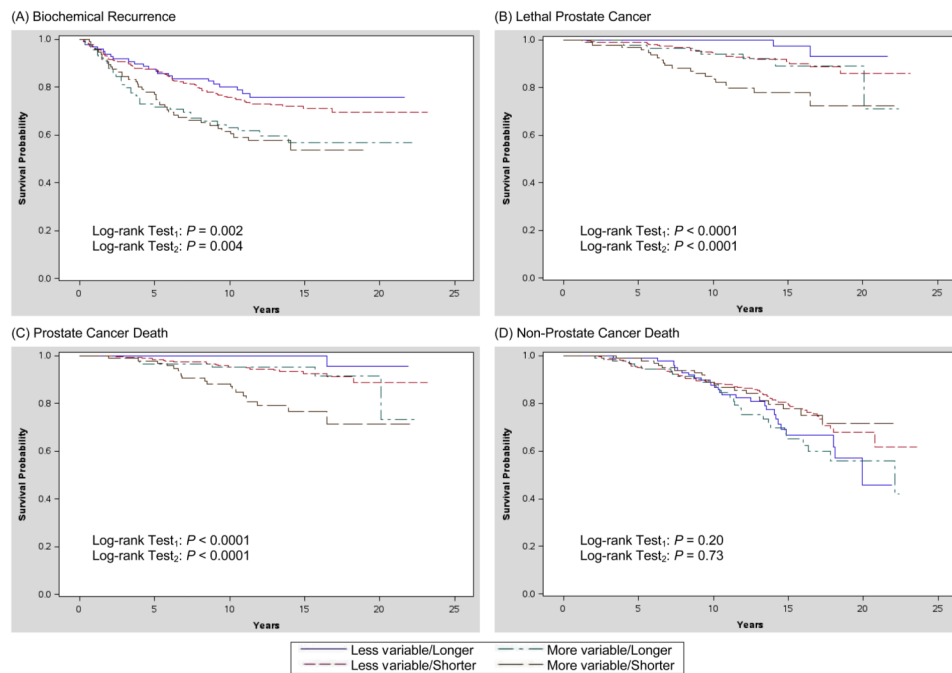 (A) Biochemical Recurrence
Survival Probability
1.0
0.8
0.6
0.4
0.2
0.0
Log-rank Test₁: P = 0.002
Log-rank Test₂: P = 0.004
0 5 10 15 20 25
Years
(B) Lethal Prostate Cancer
Survival Probability
1.0
0.8
0.6
0.4
0.2
0.0
Log-rank Test₁: P < 0.0001
Log-rank Test₂: P < 0.0001
0 5 10 15 20 25
Years
(C) Prostate Cancer Death
Survival Probability
1.0
0.8
0.6
0.4
0.2
0.0
Log-rank Test₁: P < 0.0001
Log-rank Test₂: P < 0.0001
0 5 10 15 20 25
Years
(D) Non-Prostate Cancer Death
Survival Probability
1.0
0.8
0.6
0.4
0.2
0.0
Log-rank Test₁: P = 0.20
Log-rank Test₂: P = 0.73
0 5 10 15 20 25
Years
Less variable/Longer
More variable/Longer
Less variable/Shorter
More variable/Shorter